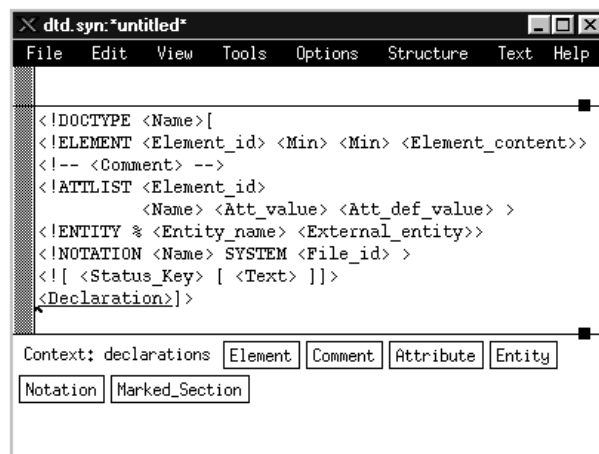 dtd.syn:*untitled*
File Edit View Tools Options Structure Text Help
<!DOCTYPE <Name>[
<!ELEMENT <Element_id> <Min> <Min> <Element_content>>
<!-- <Comment> -->
<!ATTLIST <Element_id>
<Name> <Att_value> <Att_def_value> >
<!ENTITY % <Entity_name> <External_entity>>
<!NOTATION <Name> SYSTEM <File_id> >
<![ <Status_Key> [ <Text> ]]>
<Declaration>]>
Context: declarations Element Comment Attribute Entity
Notation Marked_Section